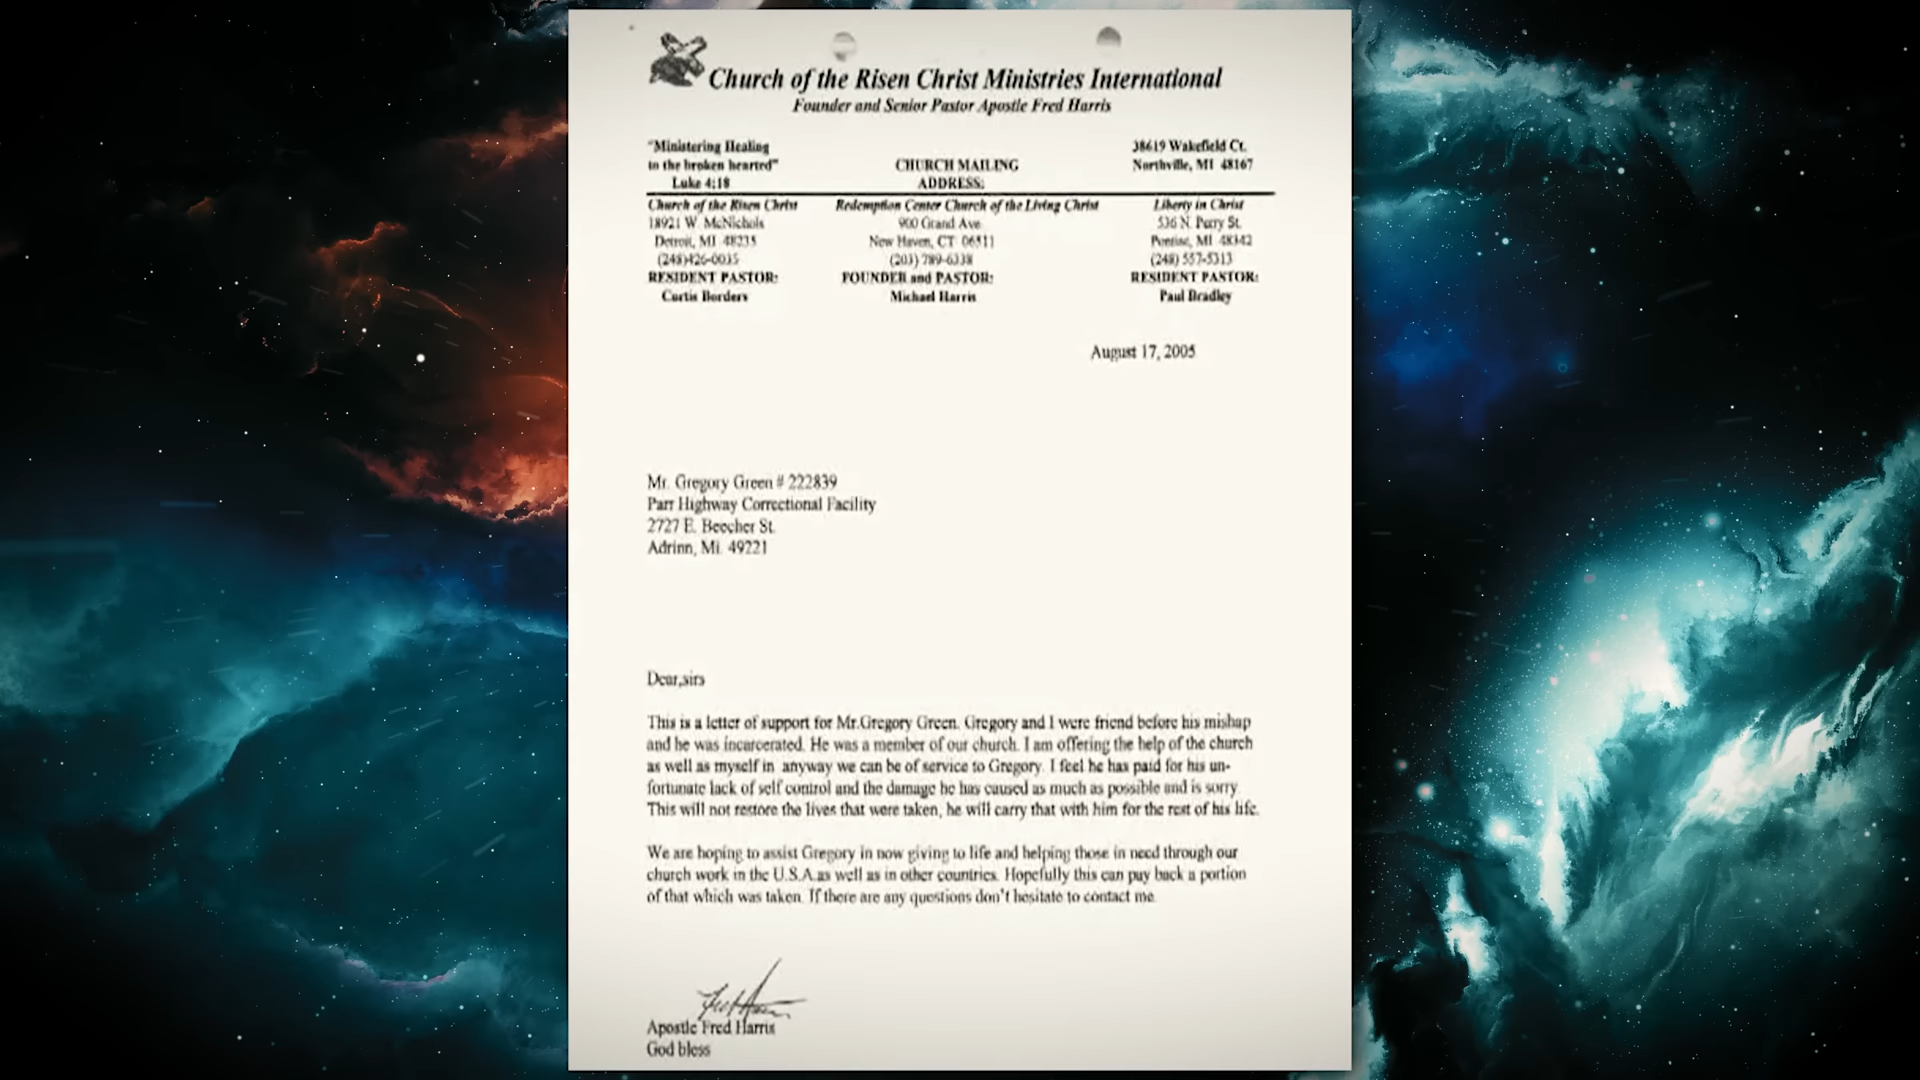 Church of the Risen Christ Ministries International
Founder and Senior Pastor Apostle Fred Harris
"Ministering Healing
to the broken hearted"
Luke 4:18
CHURCH MAILING
ADDRESS:
38619 Wakefield Ct.
Northville, MI 48167
Church of the Risen Christ
18921 W. McNichols
Detroit, MI 48235
(248)426-0035
RESIDENT PASTOR:
Curtis Borders
Redemption Center Church of the Living Christ
900 Grand Ave
New Haven, CT 06511
(203) 789-6338
FOUNDER and PASTOR:
Michael Harris
Liberty in Christ
536 N. Perry St.
Pontiac, MI 48342
(248) 557-5313
RESIDENT PASTOR:
Paul Bradley
August 17, 2005
Mr. Gregory Green # 222839
Parr Highway Correctional Facility
2727 E. Beecher St.
Adrinn, Mi. 49221
Dear,sirs
This is a letter of support for Mr.Gregory Green. Gregory and I were friend before his mishap
and he was incarcerated. He was a member of our church. I am offering the help of the church
as well as myself in anyway we can be of service to Gregory. I feel he has paid for his un-
fortunate lack of self control and the damage he has caused as much as possible and is sorry.
This will not restore the lives that were taken, he will carry that with him for the rest of his life.
We are hoping to assist Gregory in now giving to life and helping those in need through our
church work in the U.S.A.as well as in other countries. Hopefully this can pay back a portion
of that which was taken. If there are any questions don't hesitate to contact me.
Apostle Fred Harris
God bless